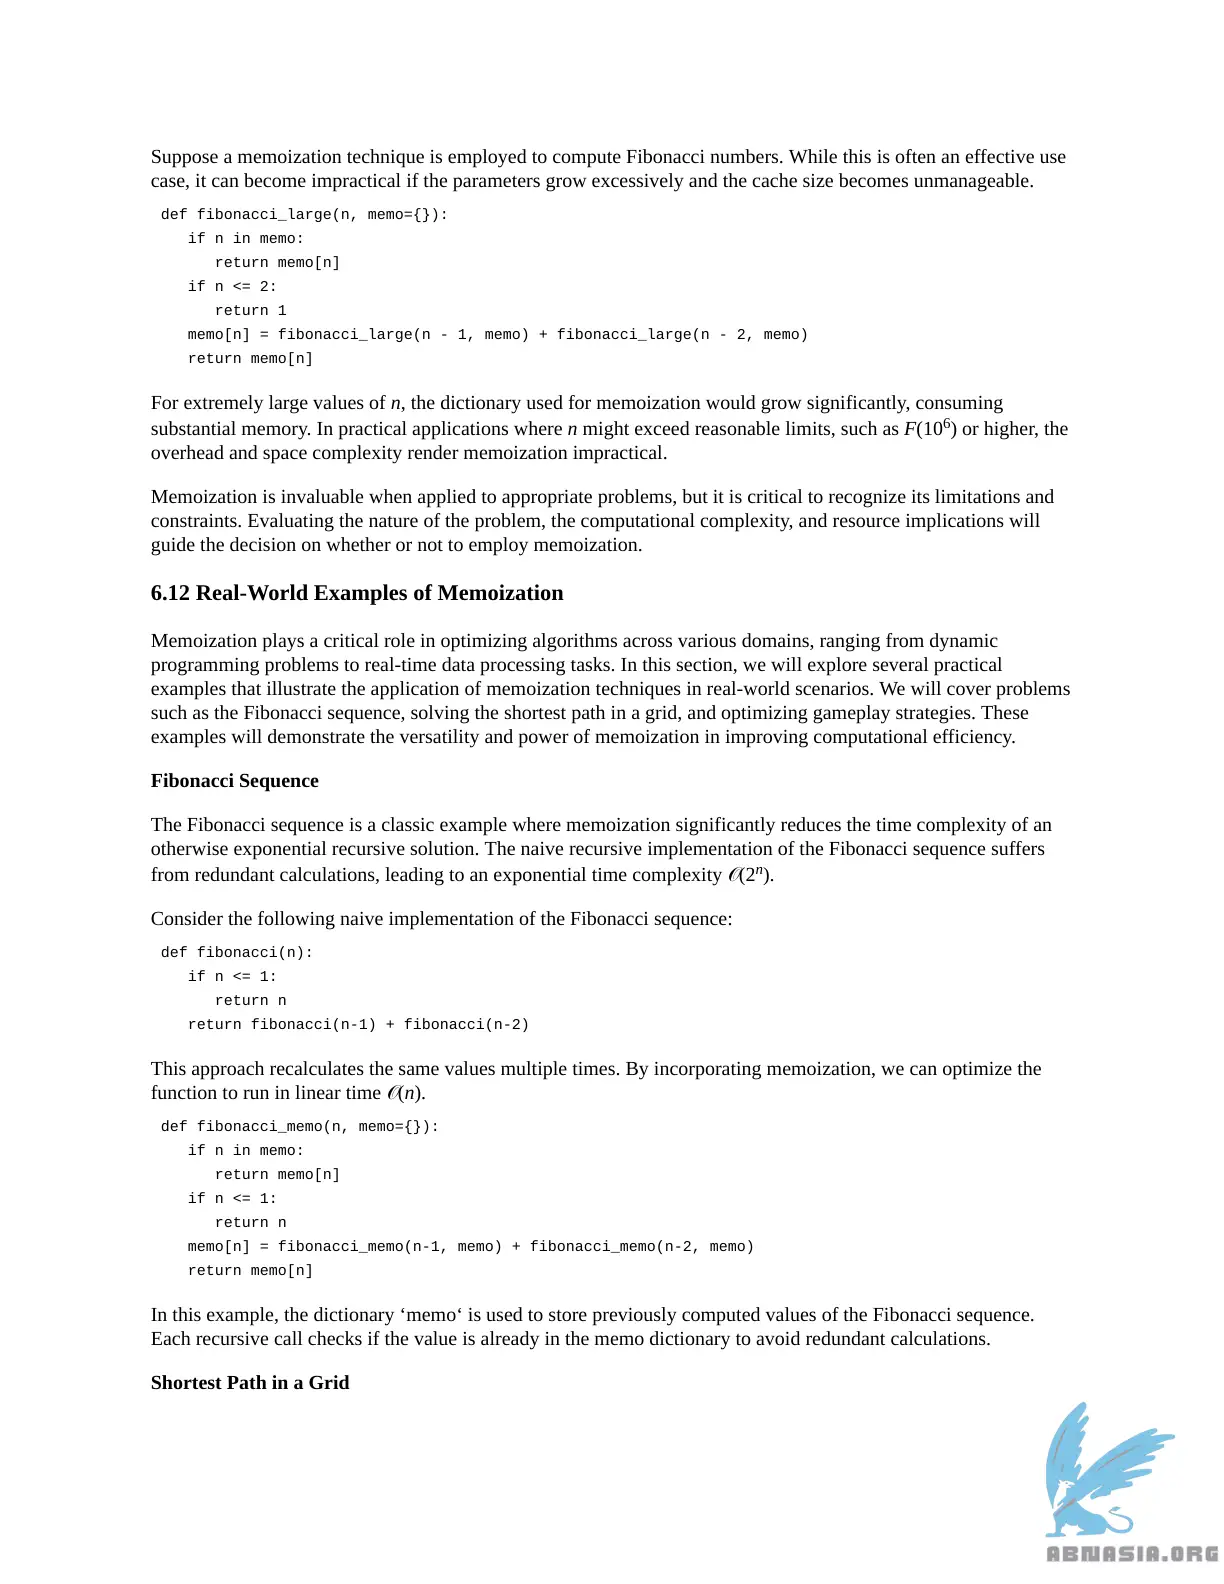 Suppose a memoization technique is employed to compute Fibonacci numbers. While this is often an effective use
case, it can become impractical if the parameters grow excessively and the cache size becomes unmanageable.
def fibonacci_large(n, memo={}):
   if n in memo:
      return memo[n]
   if n <= 2:
      return 1
   memo[n] = fibonacci_large(n - 1, memo) + fibonacci_large(n - 2, memo)
   return memo[n]
For extremely large values of n, the dictionary used for memoization would grow significantly, consuming
substantial memory. In practical applications where n might exceed reasonable limits, such as F(10⁶) or higher, the
overhead and space complexity render memoization impractical.
Memoization is invaluable when applied to appropriate problems, but it is critical to recognize its limitations and
constraints. Evaluating the nature of the problem, the computational complexity, and resource implications will
guide the decision on whether or not to employ memoization.
6.12 Real-World Examples of Memoization
Memoization plays a critical role in optimizing algorithms across various domains, ranging from dynamic
programming problems to real-time data processing tasks. In this section, we will explore several practical
examples that illustrate the application of memoization techniques in real-world scenarios. We will cover problems
such as the Fibonacci sequence, solving the shortest path in a grid, and optimizing gameplay strategies. These
examples will demonstrate the versatility and power of memoization in improving computational efficiency.
Fibonacci Sequence
The Fibonacci sequence is a classic example where memoization significantly reduces the time complexity of an
otherwise exponential recursive solution. The naive recursive implementation of the Fibonacci sequence suffers
from redundant calculations, leading to an exponential time complexity 𝒪(2ⁿ).
Consider the following naive implementation of the Fibonacci sequence:
def fibonacci(n):
   if n <= 1:
      return n
   return fibonacci(n-1) + fibonacci(n-2)
This approach recalculates the same values multiple times. By incorporating memoization, we can optimize the
function to run in linear time 𝒪(n).
def fibonacci_memo(n, memo={}):
   if n in memo:
      return memo[n]
   if n <= 1:
      return n
   memo[n] = fibonacci_memo(n-1, memo) + fibonacci_memo(n-2, memo)
   return memo[n]
In this example, the dictionary ‘memo‘ is used to store previously computed values of the Fibonacci sequence.
Each recursive call checks if the value is already in the memo dictionary to avoid redundant calculations.
Shortest Path in a Grid
ABNASIA.ORG